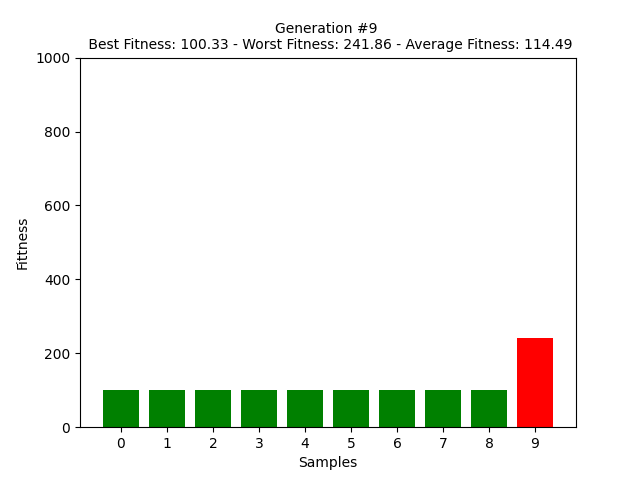 Generation #9
Best Fitness: 100.33 - Worst Fitness: 241.86 - Average Fitness: 114.49
1000
800
600
400
200
0
Fittness
0 1 2 3 4 5 6 7 8 9
Samples